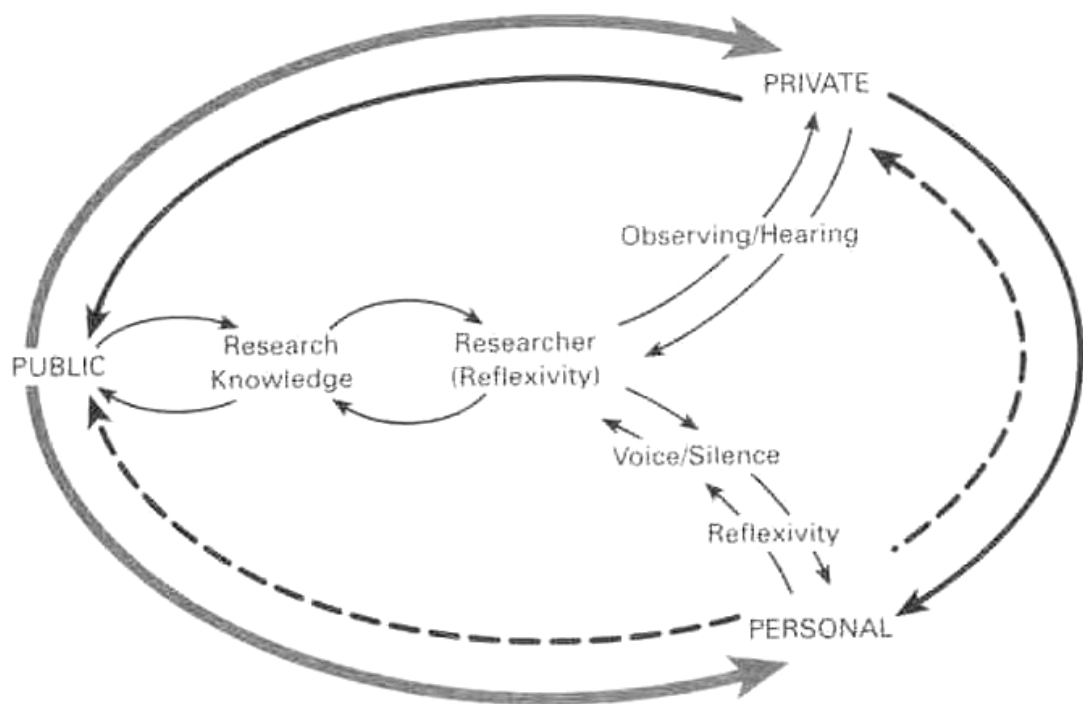 PRIVATE
Observing/Hearing
Research
Knowledge
Researcher
(Reflexivity)
PUBLIC
Voice/Silence
Reflexivity
PERSONAL